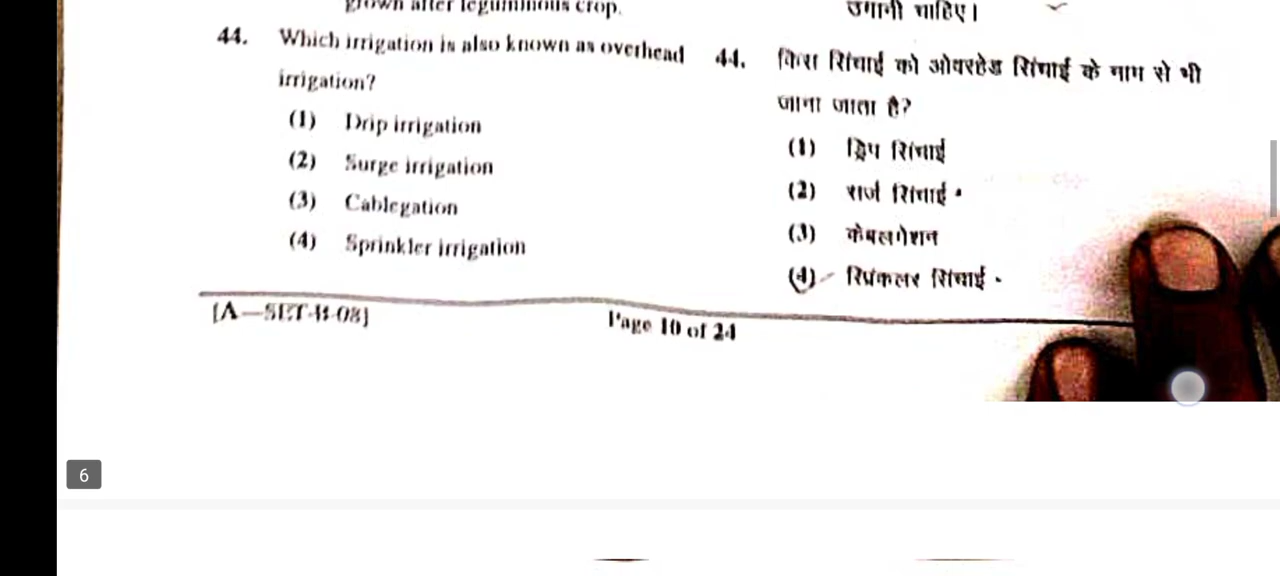 grown after leguminous crop.
44. Which irrigation is also known as overhead
irrigation?
(1) Drip irrigation
(2) Surge irrigation
(3) Cablegation
(4) Sprinkler irrigation
उगानी चाहिए।
44. किस सिंचाई को ओवरहेड सिंचाई के नाम से भी
जाना जाता है?
(1) ड्रिप सिंचाई
(2) सर्ज सिंचाई
(3) केबलगेशन
(4) स्प्रिंकलर सिंचाई
[A—SET-B-08]
Page 10 of 24
6